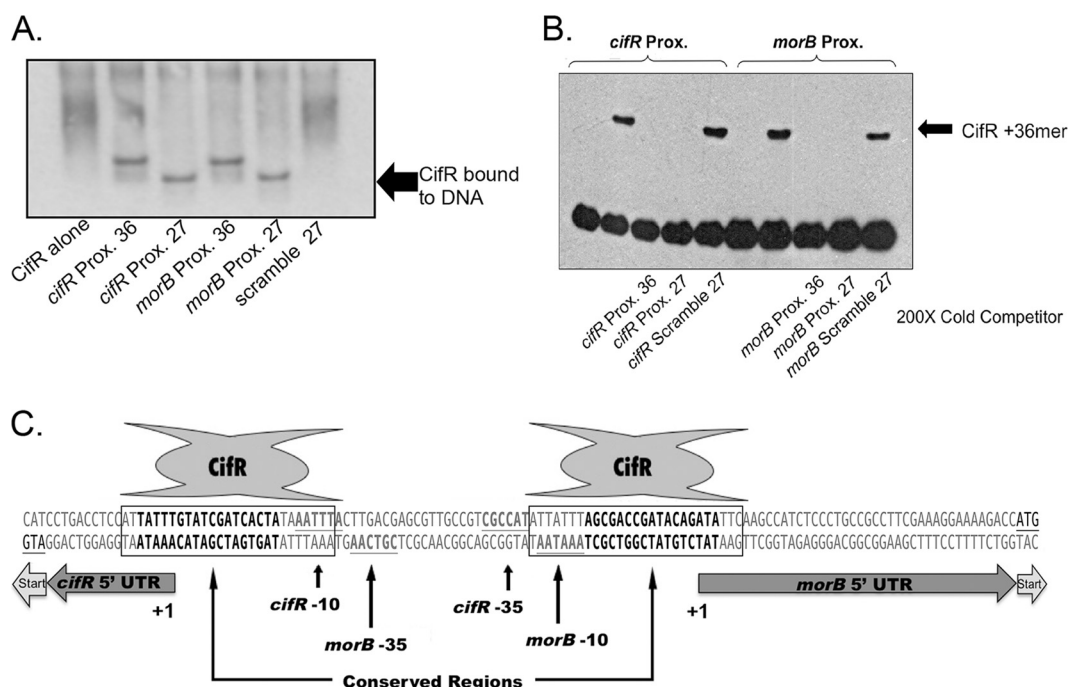 A.
CifR alone
cifR Prox. 36
cifR Prox. 27
morB Prox. 36
morB Prox. 27
scramble 27
CifR bound
to DNA
B.
cifR Prox.
morB Prox.
CifR +36mer
cifR Prox. 36
cifR Prox. 27
cifR Scramble 27
morB Prox. 36
morB Prox. 27
morB Scramble 27
200X Cold Competitor
C.
CifR
CifR
CATCCTGACCTCCATTATTTGTATCGATCACTATAAATTTACTTGACGAGCGTTGCCGTCGCCATATTATTTAGCGACCGATACAGATATTCAAGCCATCTCCCTGCCGCCTTCGAAAGGAAAAGACCATG
GTAGGACTGGAGGTAATAAACATAGCTAGTGATATTTAAATGAACTGCTCGCAACGGCAGCGGTATAATAAATCGCTGGCTATGTCTATAAGTTCGGTAGAGGGACGGCGGAAGCTTTCCTTTTCTGGTAC
Start
cifR 5' UTR
morB 5' UTR
Start
+1
cifR -10
cifR -35
+1
morB -35
morB -10
Conserved Regions